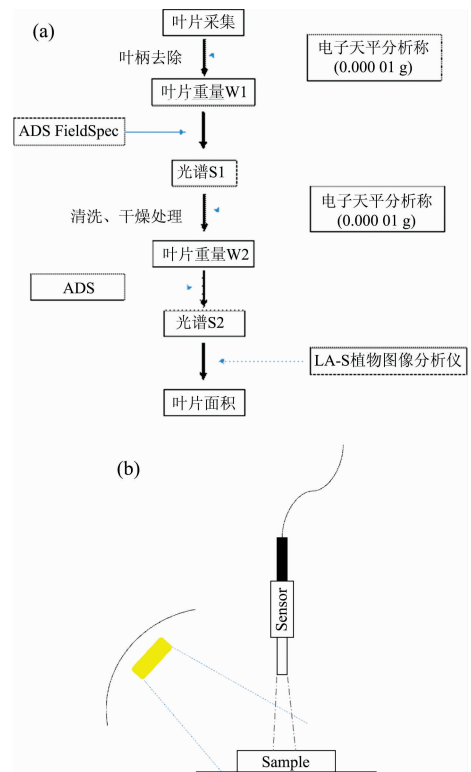 (a)
叶片采集
叶柄去除
电子天平分析称
(0.000 01 g)
叶片重量W1
ADS FieldSpec
光谱S1
清洗、干燥处理
电子天平分析称
(0.000 01 g)
叶片重量W2
ADS
光谱S2
LA-S植物图像分析仪
叶片面积
(b)
Sensor
Sample